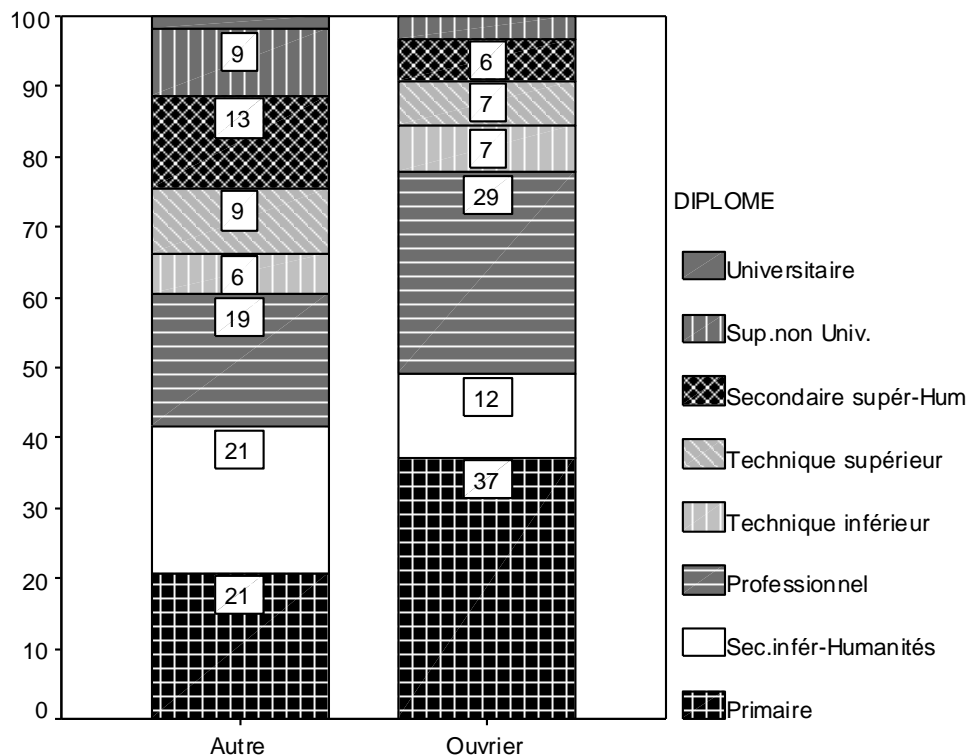 100
90
80
70
60
50
40
30
20
10
0
9
13
9
6
19
21
21
6
7
7
29
12
37
Autre
Ouvrier
DIPLOME
Universitaire
Sup.non Univ.
Secondaire supér-Hum
Technique supérieur
Technique inférieur
Professionnel
Sec.infér-Humanités
Primaire